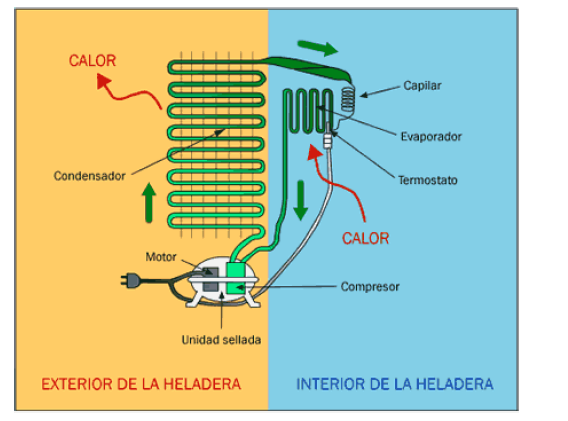 CALOR
Capilar
Evaporador
Condensador
Termostato
CALOR
Motor
Compresor
Unidad sellada
EXTERIOR DE LA HELADERA
INTERIOR DE LA HELADERA